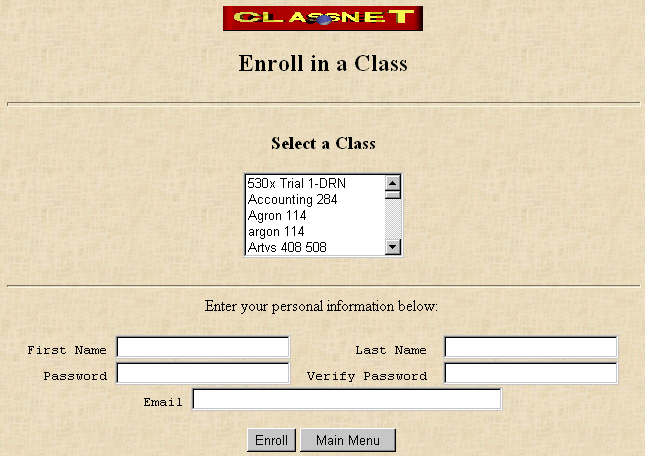 CLASSNET
Enroll in a Class
Select a Class
530x Trial 1-DRN
Accounting 284
Agron 114
argon 114
Artvs 408 508
Enter your personal information below:
First Name Last Name
Password Verify Password
Email
Enroll Main Menu